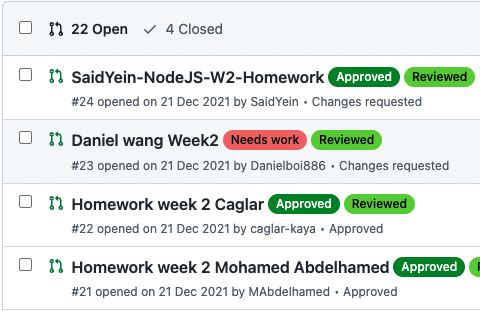 22 Open 4 Closed
SaidYein-NodeJS-W2-Homework Approved Reviewed
#24 opened on 21 Dec 2021 by SaidYein • Changes requested
Daniel wang Week2 Needs work Reviewed
#23 opened on 21 Dec 2021 by Danielboi886 • Changes requested
Homework week 2 Caglar Approved Reviewed
#22 opened on 21 Dec 2021 by caglar-kaya • Approved
Homework week 2 Mohamed Abdelhamed Approved
#21 opened on 21 Dec 2021 by MAbdelhamed • Approved